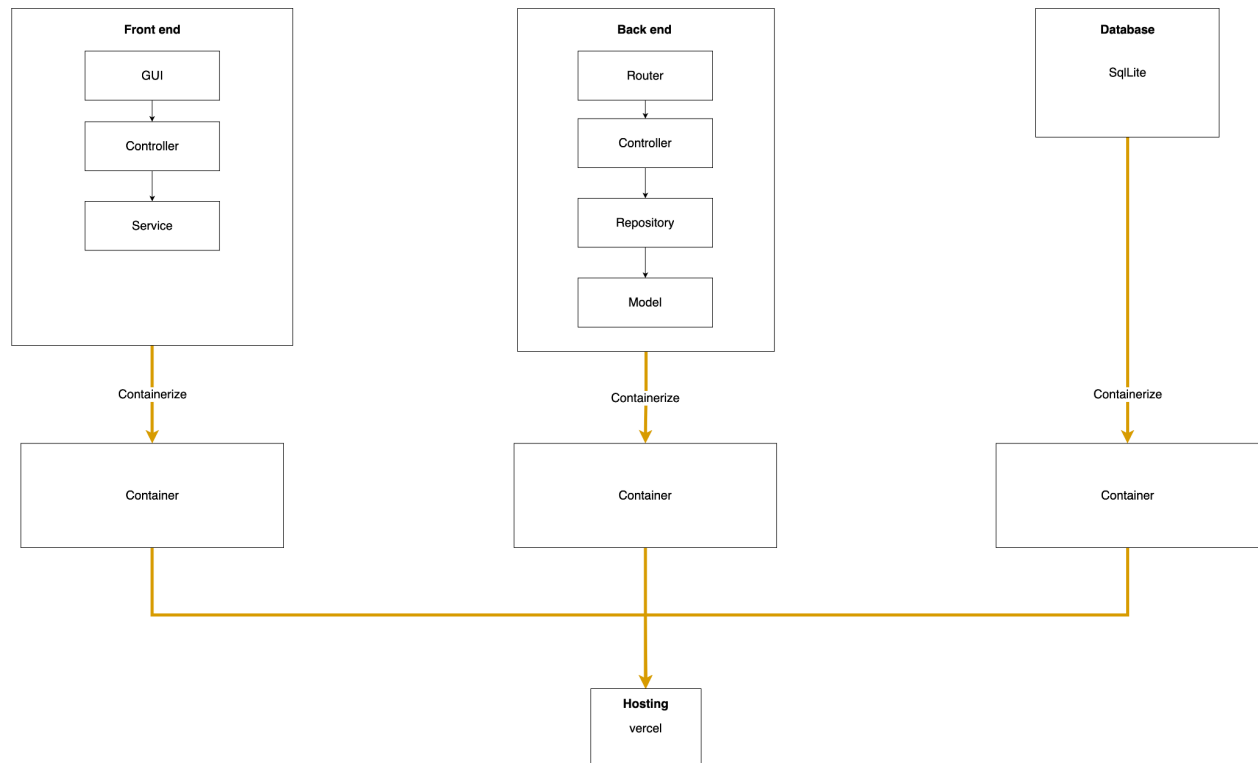 Front end
GUI
Controller
Service
Back end
Router
Controller
Repository
Model
Database
SqlLite
Containerize
Containerize
Containerize
Container
Container
Container
Hosting
vercel